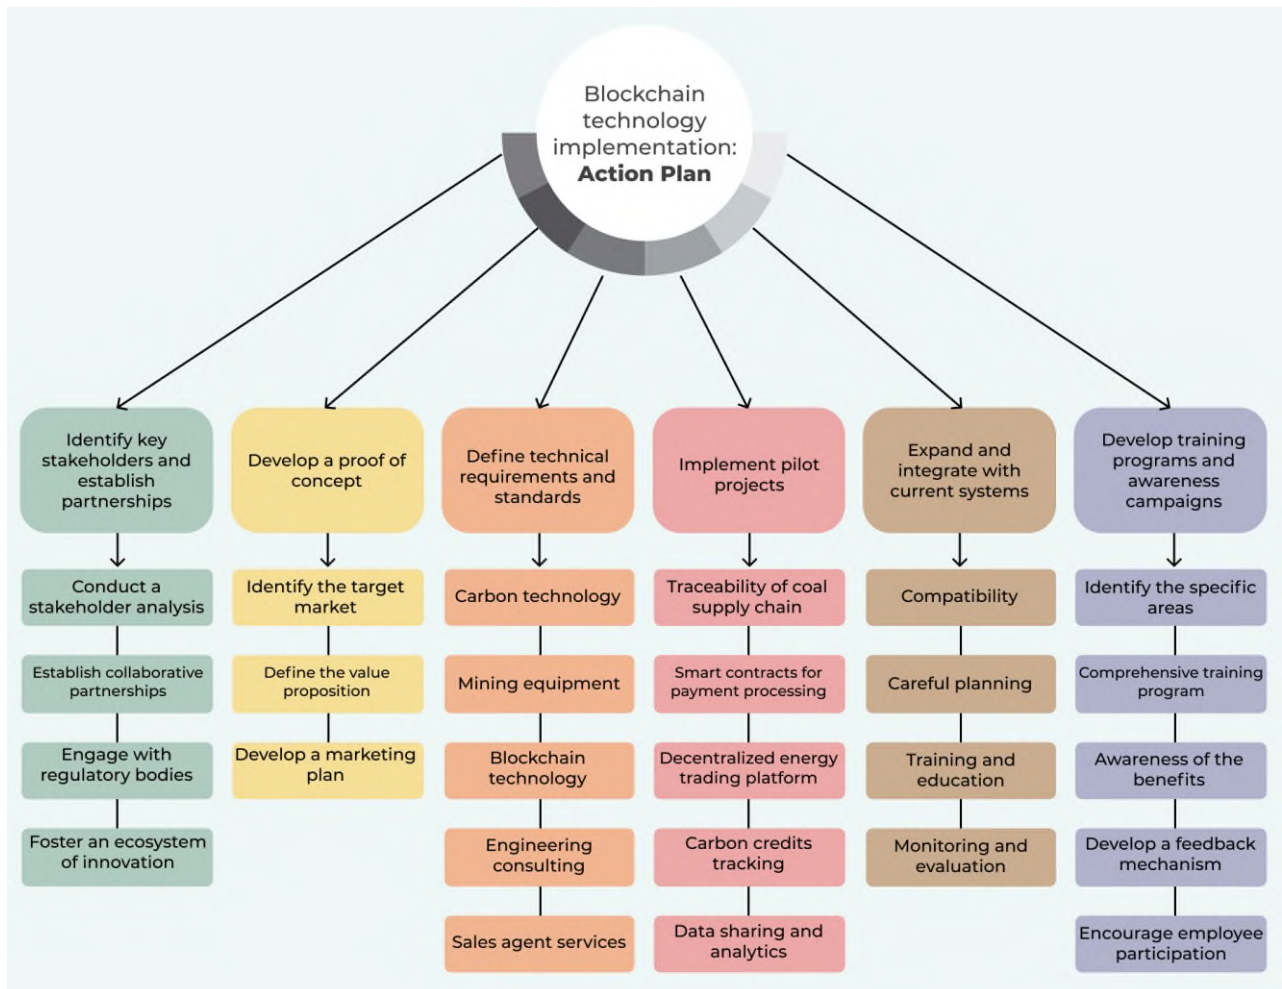 Blockchain
technology
implementation:
Action Plan
Identify key
stakeholders and
establish
partnerships
Conduct a
stakeholder analysis
Establish collaborative
partnerships
Engage with
regulatory bodies
Foster an ecosystem
of innovation
Develop a proof of
concept
Identify the target
market
Define the value
proposition
Develop a marketing
plan
Define technical
requirements and
standards
Carbon technology
Mining equipment
Blockchain
technology
Engineering
consulting
Sales agent services
Implement pilot
projects
Traceability of coal
supply chain
Smart contracts for
payment processing
Decentralized energy
trading platform
Carbon credits
tracking
Data sharing and
analytics
Expand and
integrate with
current systems
Compatibility
Careful planning
Training and
education
Monitoring and
evaluation
Develop training
programs and
awareness
campaigns
Identify the specific
areas
Comprehensive training
program
Awareness of the
benefits
Develop a feedback
mechanism
Encourage employee
participation